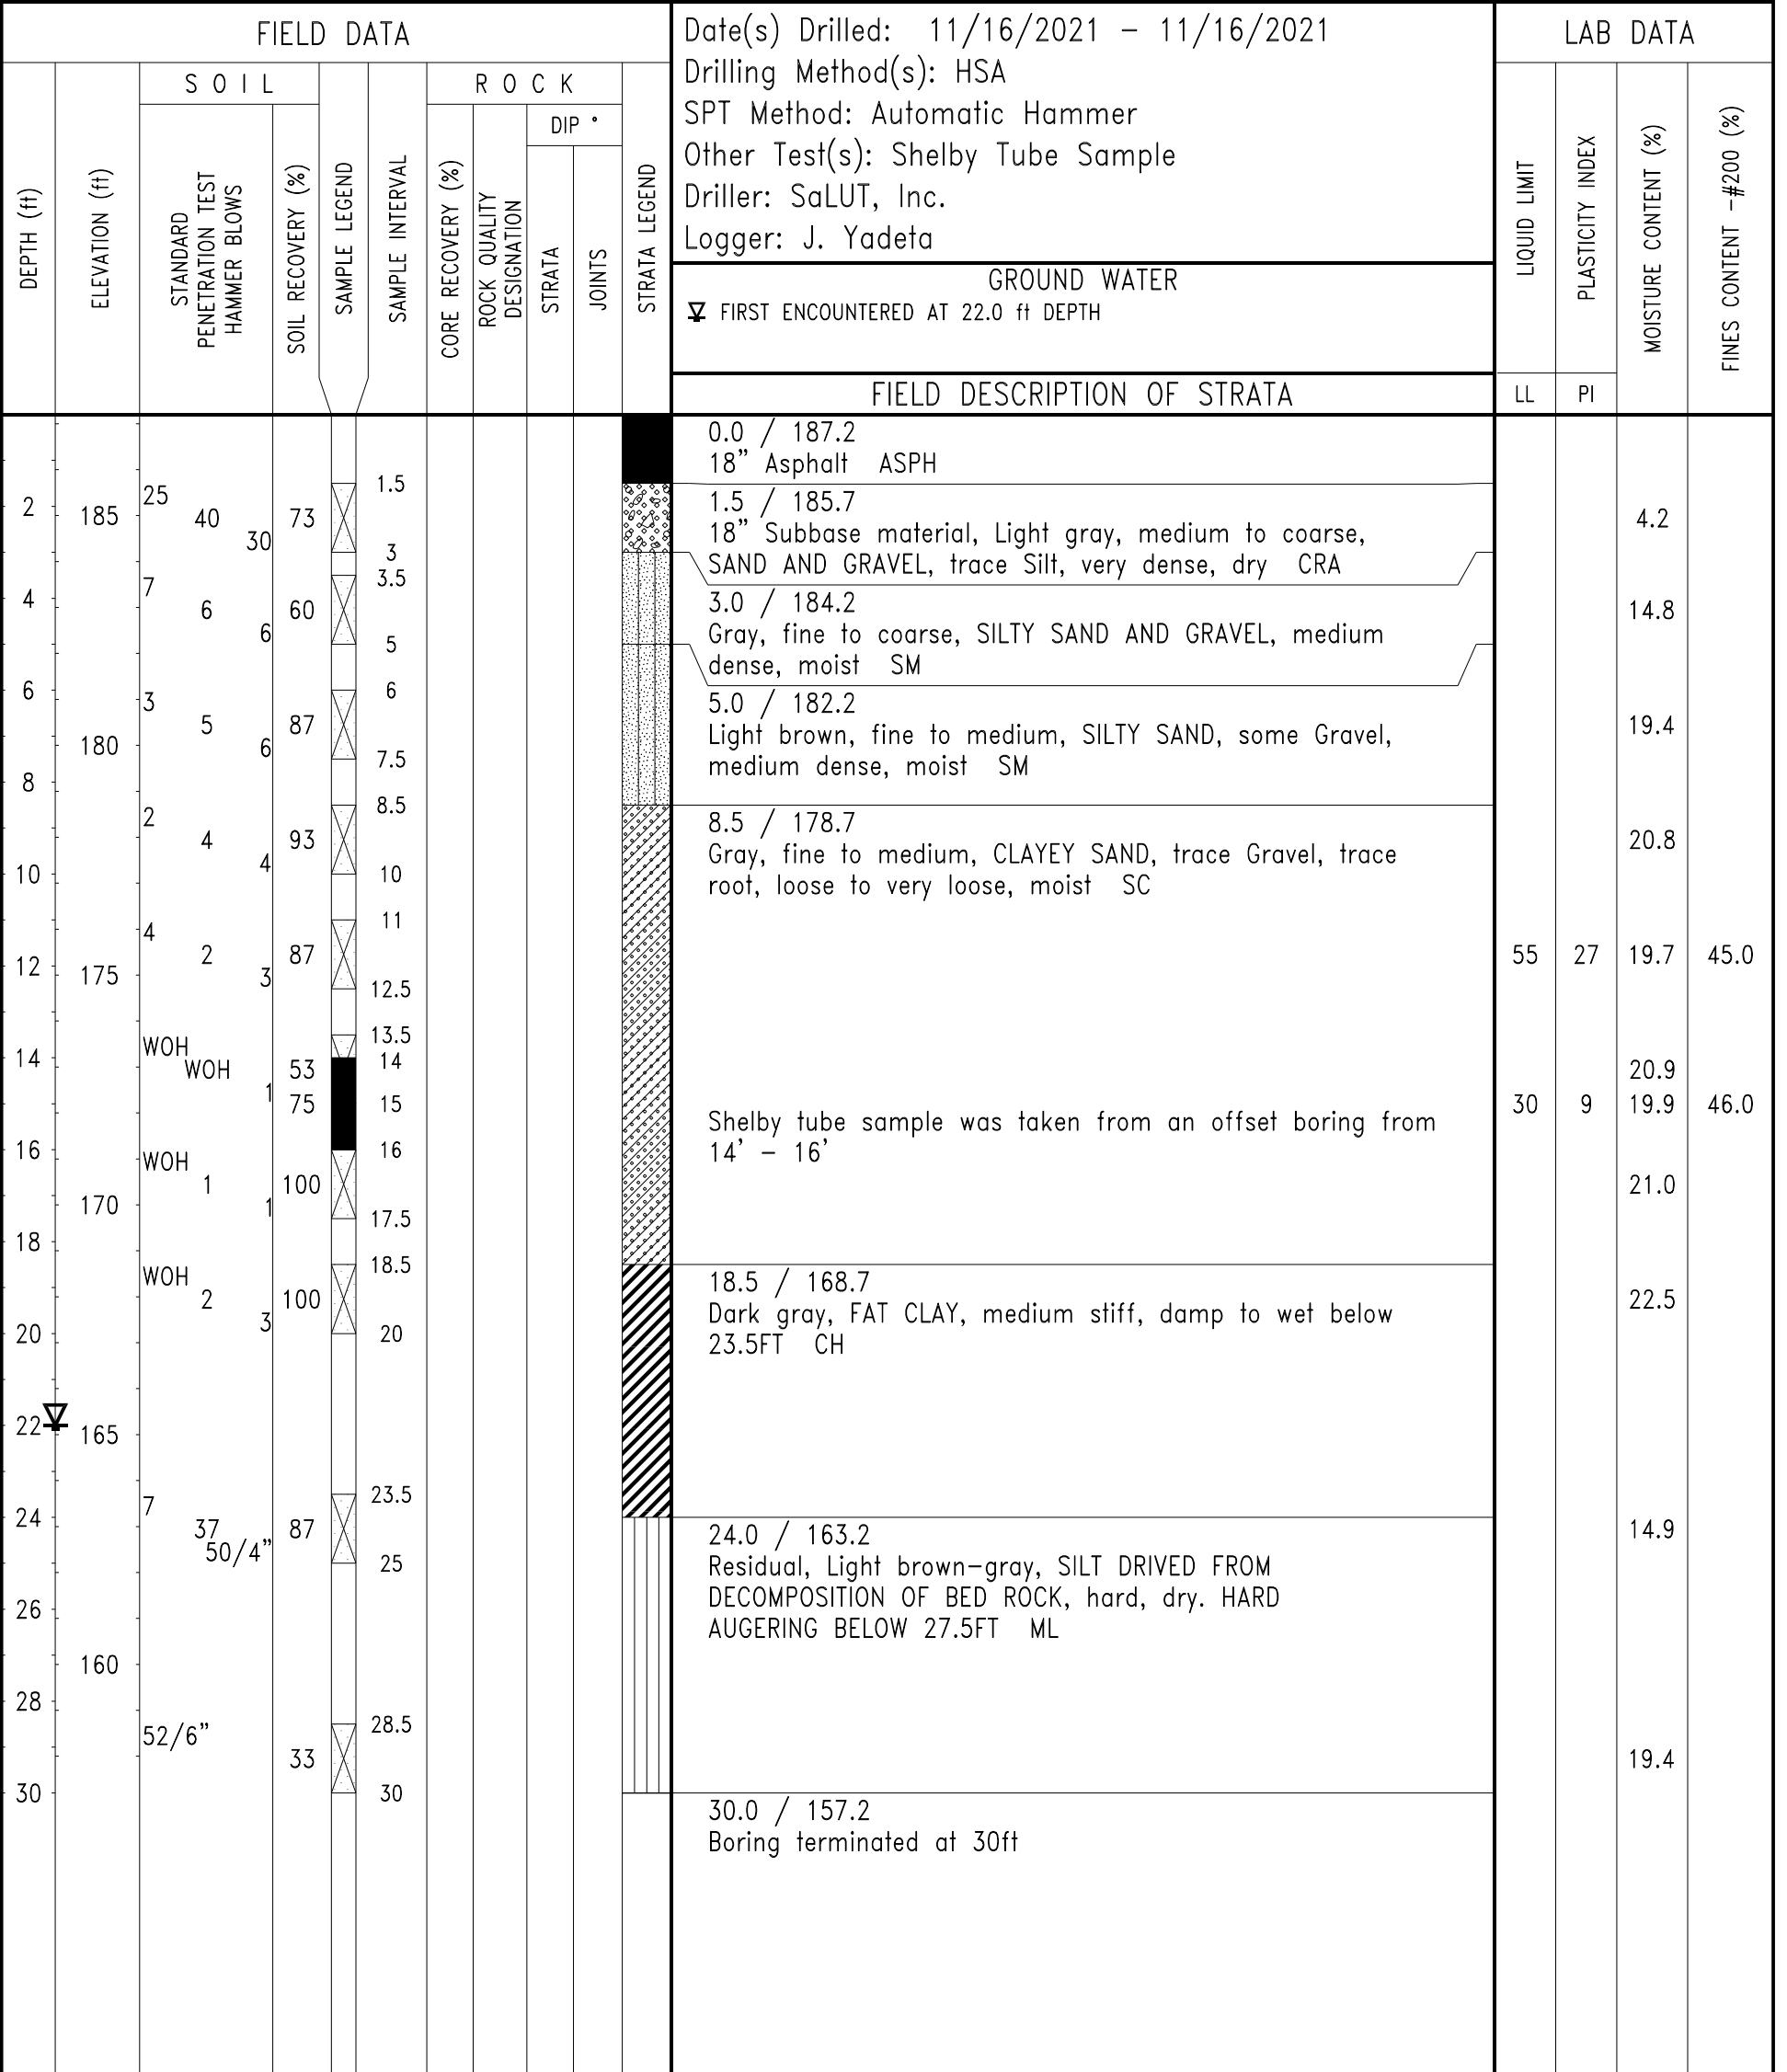 FIELD DATA
SOIL
ROCK
DIP °
DEPTH (ft)
ELEVATION (ft)
STANDARD
PENETRATION TEST
HAMMER BLOWS
SOIL RECOVERY (%)
SAMPLE LEGEND
SAMPLE INTERVAL
CORE RECOVERY (%)
ROCK QUALITY
DESIGNATION
STRATA
JOINTS
STRATA LEGEND
Date(s) Drilled: 11/16/2021 - 11/16/2021
Drilling Method(s): HSA
SPT Method: Automatic Hammer
Other Test(s): Shelby Tube Sample
Driller: SaLUT, Inc.
Logger: J. Yadeta
GROUND WATER
FIRST ENCOUNTERED AT 22.0 ft DEPTH
FIELD DESCRIPTION OF STRATA
LAB DATA
LIQUID LIMIT
PLASTICITY INDEX
MOISTURE CONTENT (%)
FINES CONTENT -#200 (%)
LL PI
0.0 / 187.2
18” Asphalt ASPH
1.5
25
1.5 / 185.7
2 185 40 73 4.2
18” Subbase material, Light gray, medium to coarse,
30
3
SAND AND GRAVEL, trace Silt, very dense, dry CRA
3.5
7
3.0 / 184.2
4 6 60 14.8
6
Gray, fine to coarse, SILTY SAND AND GRAVEL, medium
5
dense, moist SM
6 6
3
5.0 / 182.2
5 87 19.4
Light brown, fine to medium, SILTY SAND, some Gravel,
180 6
7.5
medium dense, moist SM
8
8.5
2
8.5 / 178.7
4 93 20.8
Gray, fine to medium, CLAYEY SAND, trace Gravel, trace
4
10 10
root, loose to very loose, moist SC
11
4
2 87 55 27 19.7 45.0
12 175 3
12.5
13.5
WOH
14 14
WOH 53 20.9
1
75 15 30 9 19.9 46.0
Shelby tube sample was taken from an offset boring from
14’ - 16’
16 16
WOH
1 100 21.0
170 1
17.5
18
18.5
WOH
18.5 / 168.7
2 100 22.5
Dark gray, FAT CLAY, medium stiff, damp to wet below
3
20 20
23.5FT CH
22 165
23.5
7
24
37 87 14.9
24.0 / 163.2
50/4”
25
Residual, Light brown-gray, SILT DRIVED FROM
DECOMPOSITION OF BED ROCK, hard, dry. HARD
26
AUGERING BELOW 27.5FT ML
160
28
28.5
52/6”
33 19.4
30 30
30.0 / 157.2
Boring terminated at 30ft